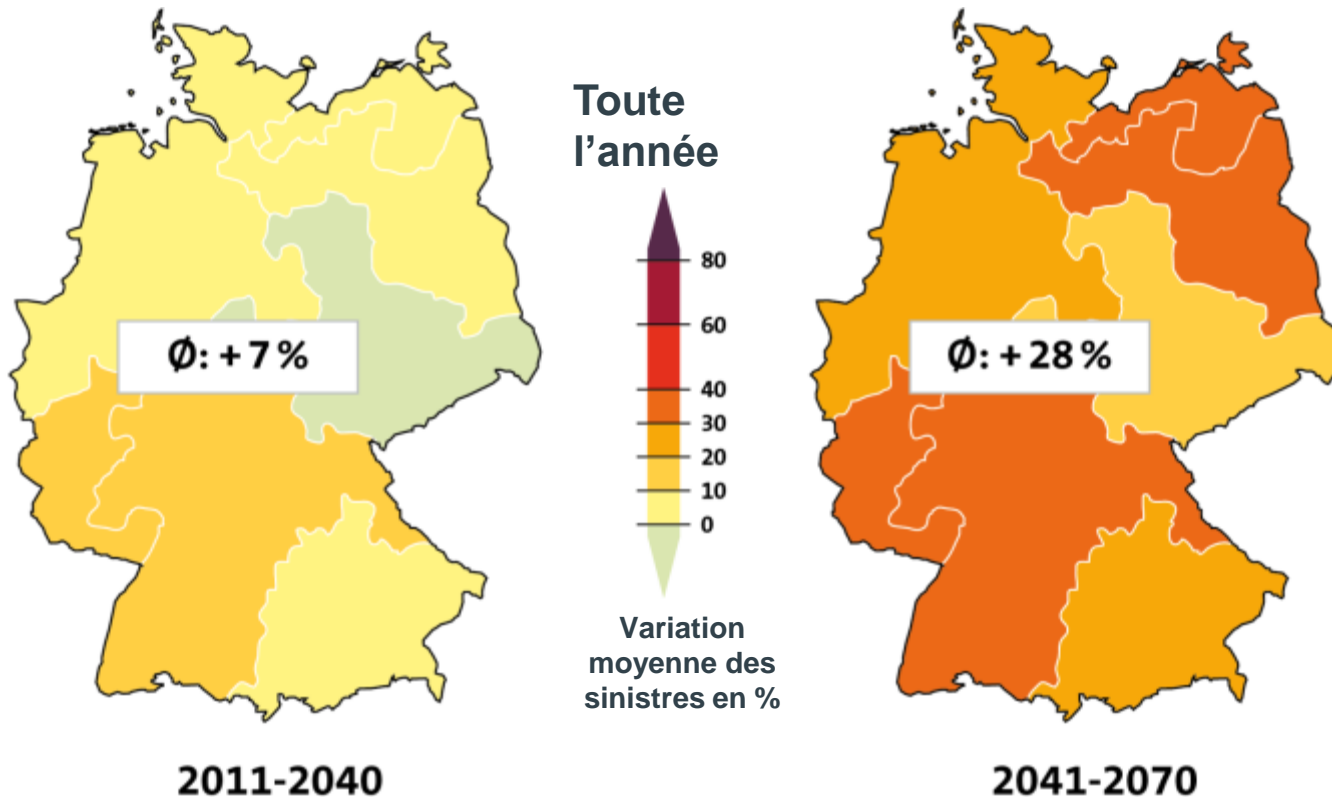 Toute
l’année
80
60
40
30
20
10
0
Ø: + 7 %
Ø: + 28 %
Variation
moyenne des
sinistres en %
2011-2040
2041-2070